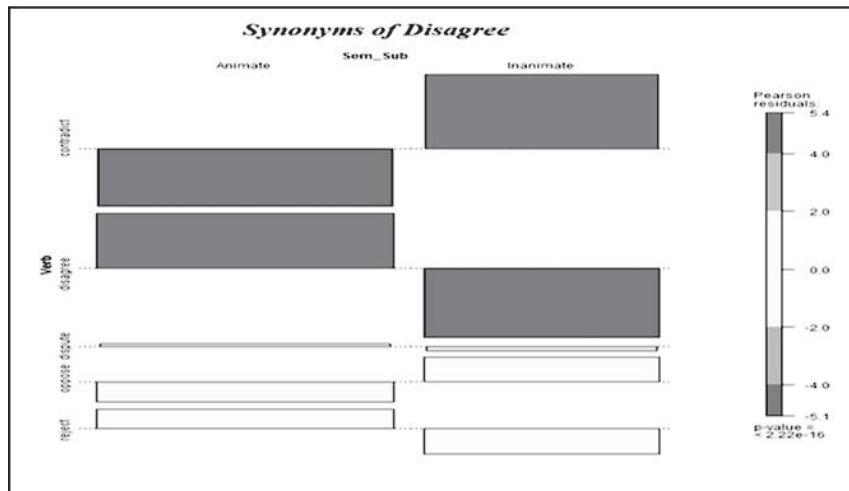 Synonyms of Disagree
Sem_Sub
Animate
Inanimate
Verb
contradict
disagree
dispute
oppose
reject
Pearson
residuals:
5.4
4.0
2.0
0.0
-2.0
-4.0
-5.1
p-value =
< 2.22e-16